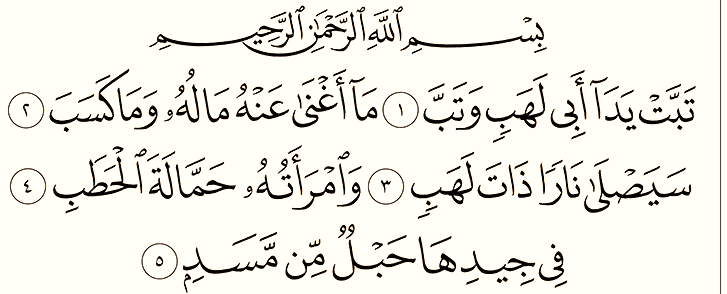 بِسْمِ ٱللَّهِ ٱلرَّحْمَٰنِ ٱلرَّحِيمِ
تَبَّتْ يَدَآ أَبِى لَهَبٍ وَتَبَّ ١ مَآ أَغْنَىٰ عَنْهُ مَالُهُۥ وَمَا كَسَبَ ٢
سَيَصْلَىٰ نَارًا ذَاتَ لَهَبٍ ٣ وَٱمْرَأَتُهُۥ حَمَّالَةَ ٱلْحَطَبِ ٤
فِى جِيدِهَا حَبْلٌ مِّن مَّسَدٍۭ ٥